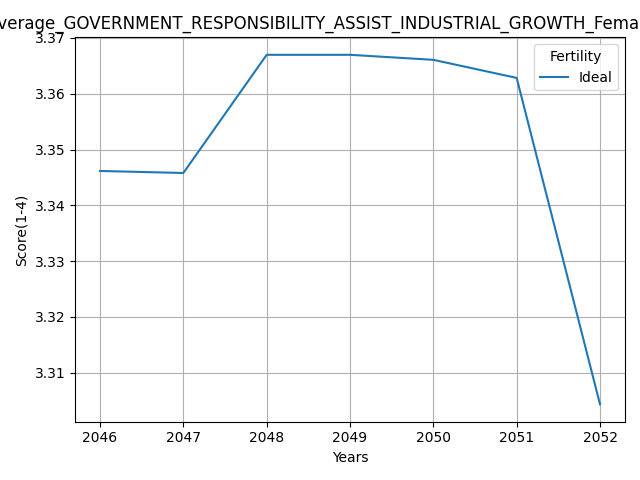 verage_GOVERNMENT_RESPONSIBILITY_ASSIST_INDUSTRIAL_GROWTH_Fema
3.37
3.36
3.35
3.34
3.33
3.32
3.31
Score(1-4)
Fertility
Ideal
2046 2047 2048 2049 2050 2051 2052
Years